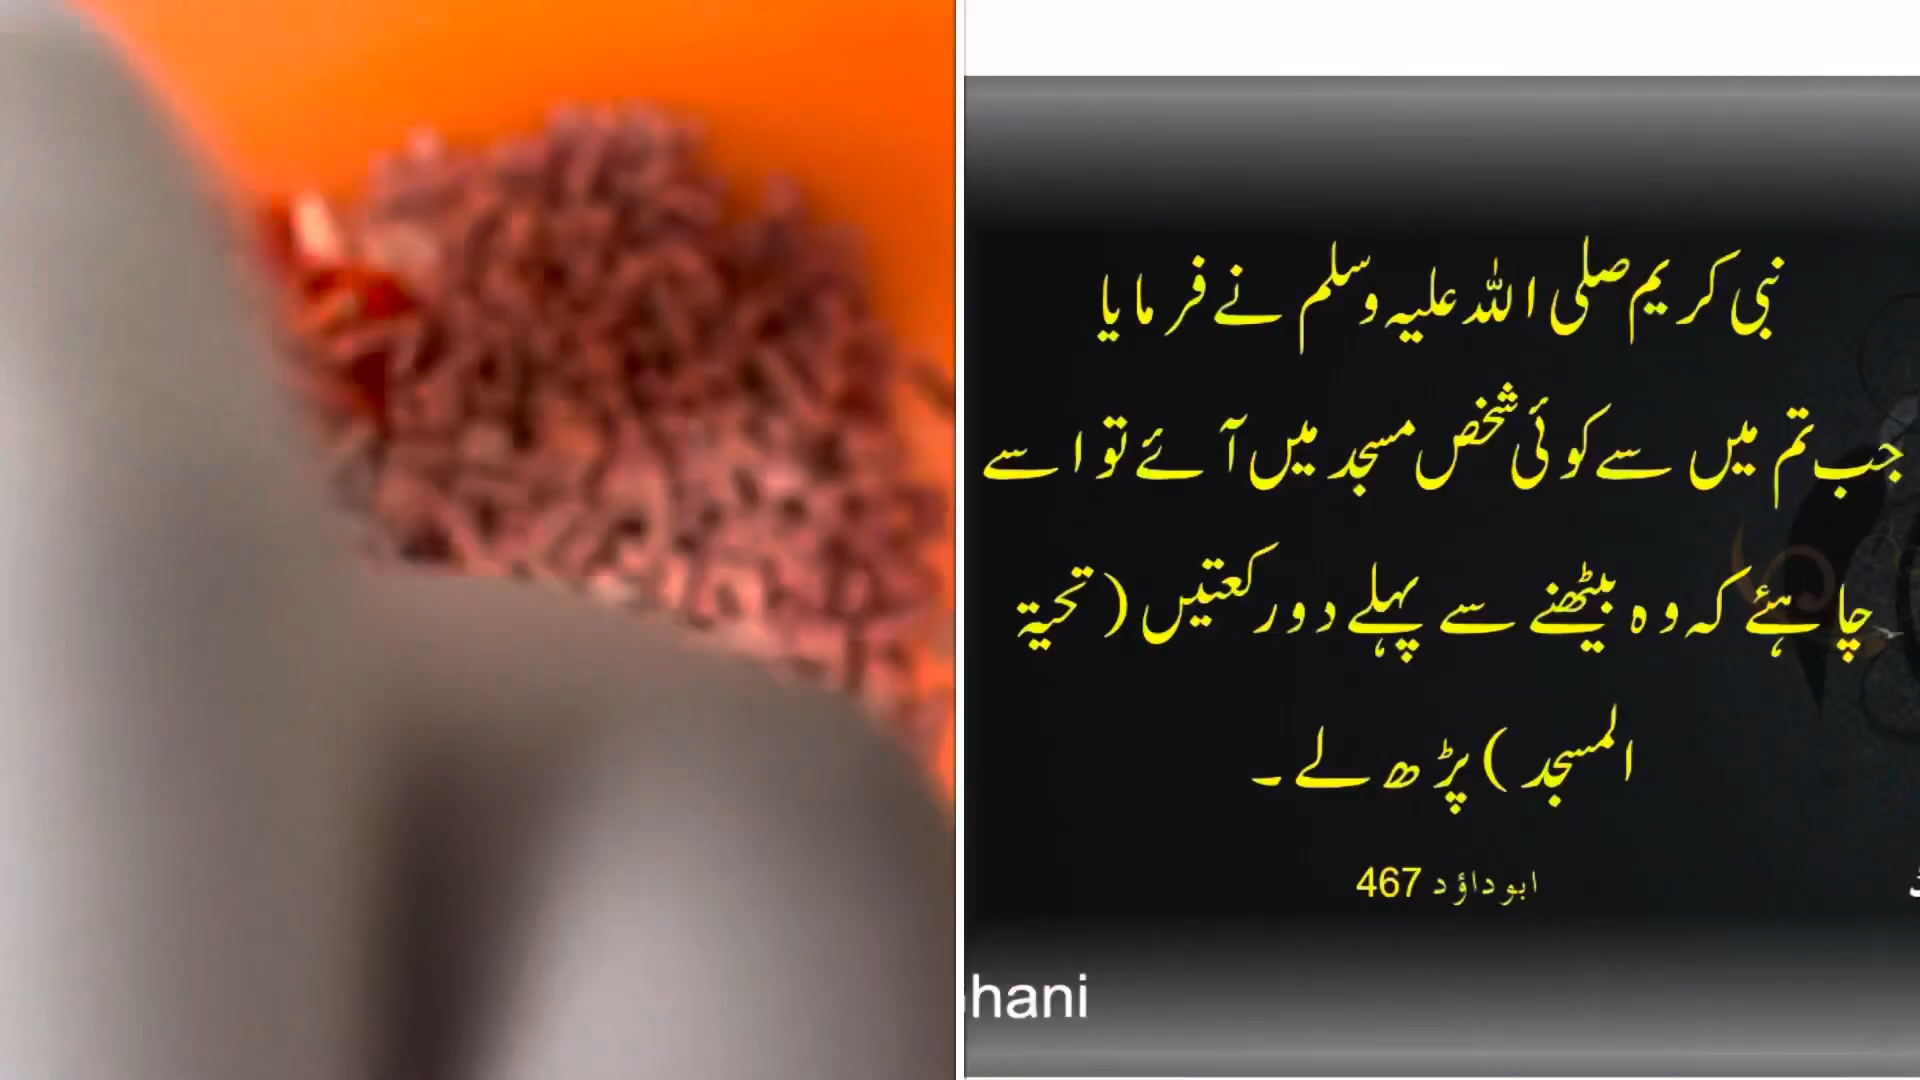 نبی کریم صلی اللہ علیہ وسلم نے فرمایا
جب تم میں سے کوئی شخص مسجد میں آئے تو اسے
چاہئے کہ وہ بیٹھنے سے پہلے دو رکعتیں (تحیۃ
المسجد) پڑھ لے۔
ابوداؤد 467
hani